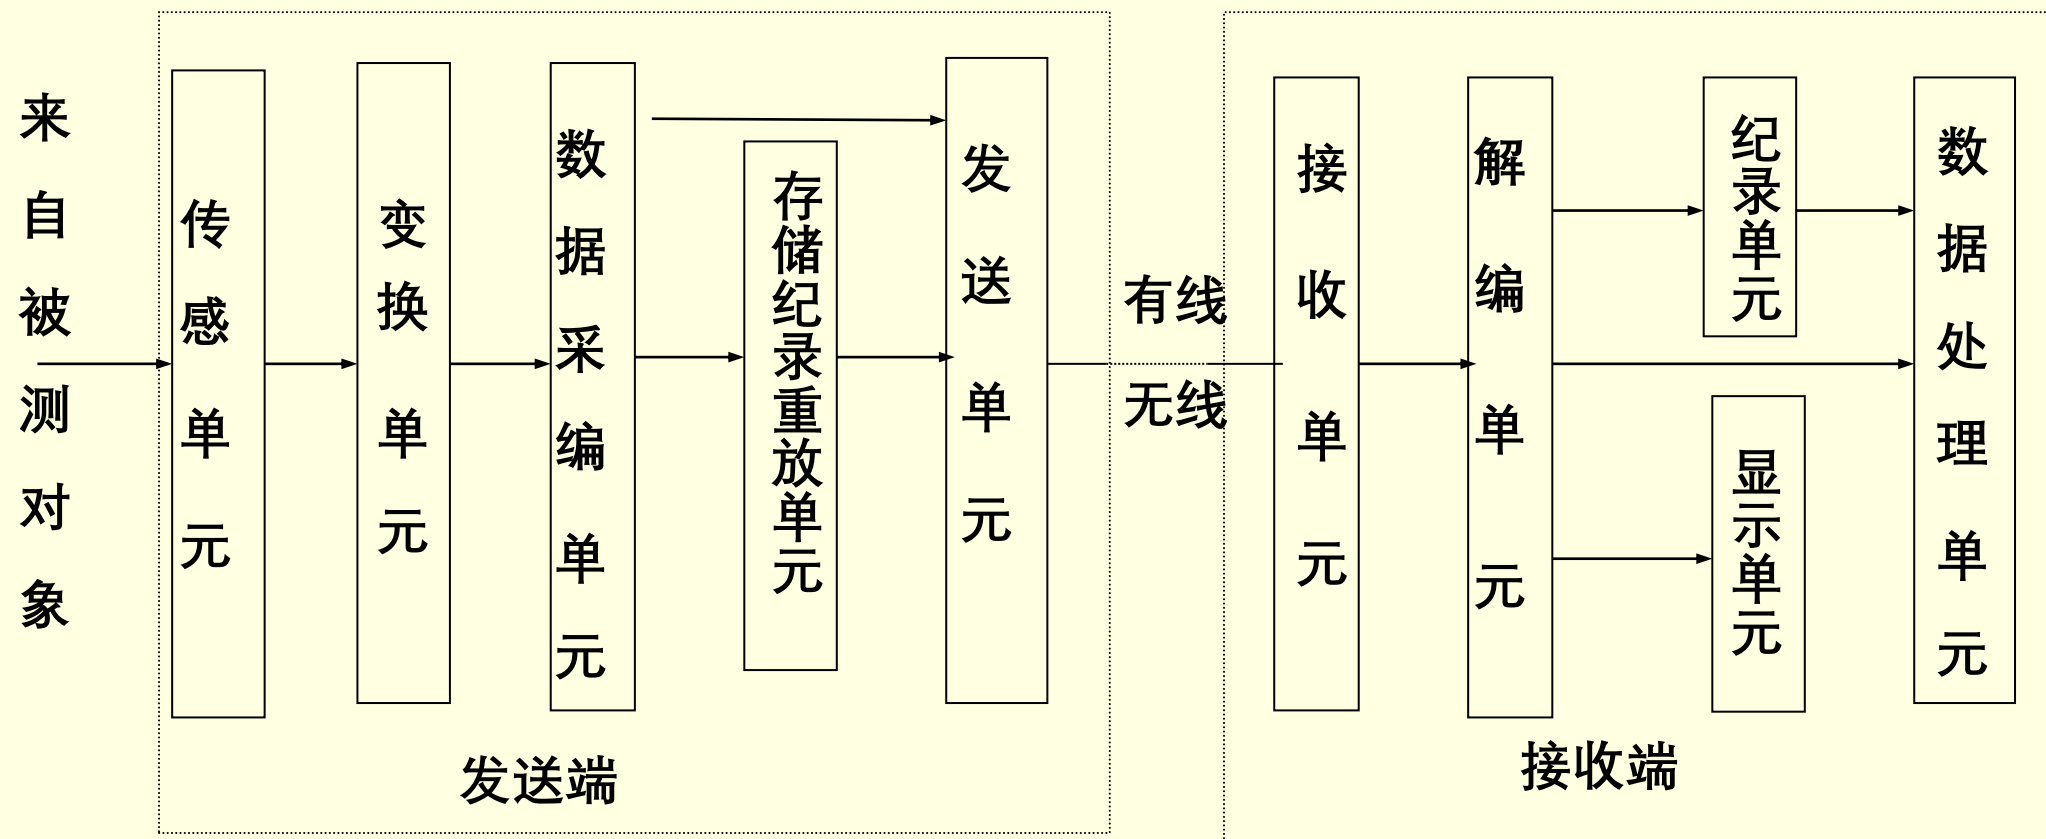 来自被测对象
传感单元
变换单元
数据采编单元
存储纪录重放单元
发送单元
有线
无线
接收单元
解编单元
纪录单元
显示单元
数据处理单元
发送端
接收端